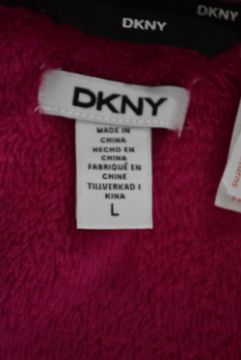 DKNY
DKNY
DKNY
MADE IN
CHINA
HECHO EN
CHINA
FABRIQUÉ EN
CHINE
TILLVERKAD I
KINA
L